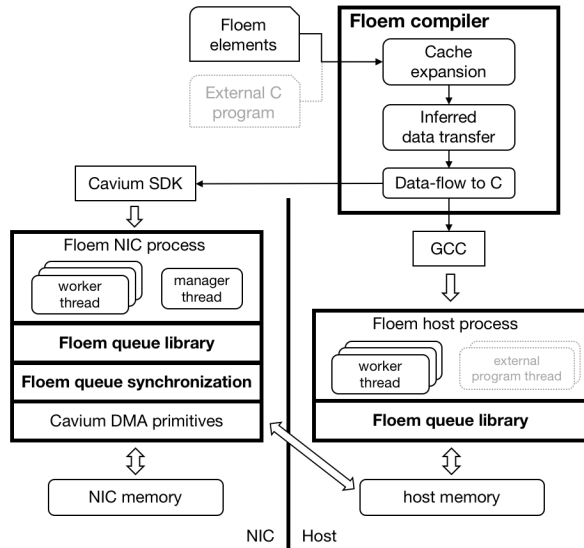 Floem
elements
External C
program
Floem compiler
Cache
expansion
Inferred
data transfer
Data-flow to C
Cavium SDK
GCC
Floem NIC process
worker
thread
manager
thread
Floem queue library
Floem queue synchronization
Cavium DMA primitives
NIC memory
Floem host process
worker
thread
external
program thread
Floem queue library
host memory
NIC
Host